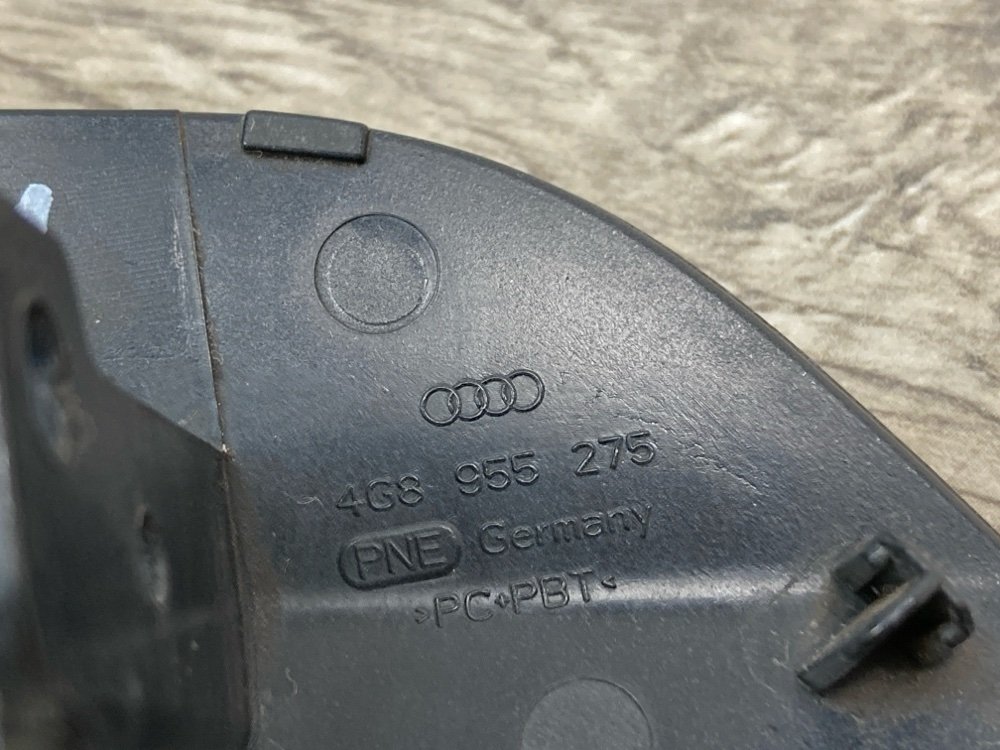 4G8 955 275
PNE Germany
>PC+PBT<